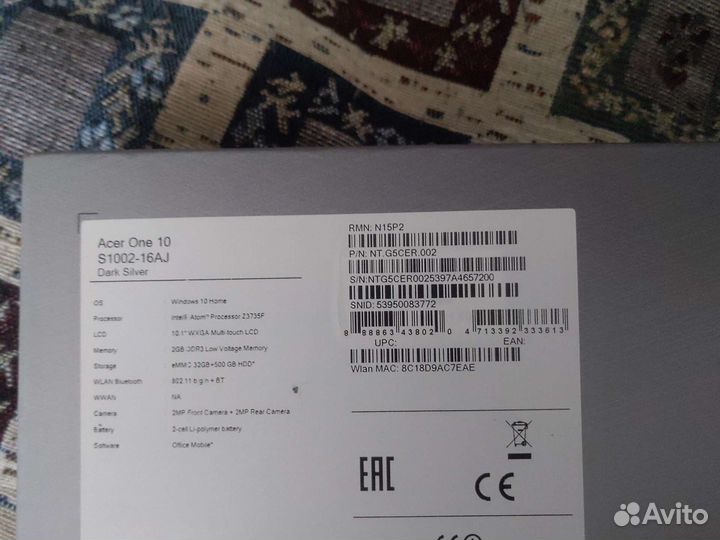 Acer One 10
S1002-16AJ
Dark Silver
OS Windows 10 Home
Processor Intel® Atom™ Processor Z3735F
LCD 10.1" WXGA Multi-touch LCD
Memory 2GB DDR3 Low Voltage Memory
Storage eMMC 32GB+500 GB HDD*
WLAN Bluetooth 802.11 b/g/n + BT
WWAN NA
Camera 2MP Front Camera + 2MP Rear Camera
Battery 2-cell Li-polymer battery
Software Office Mobile*
RMN: N15P2
P/N: NT.G5CER.002
S/N:NTG5CER0025397A4657200
SNID: 53950083772
8 88863 43802 0 4 713392 333613
UPC: EAN:
Wlan MAC: 8C18D9AC7EAE
EAC
CE
Avito